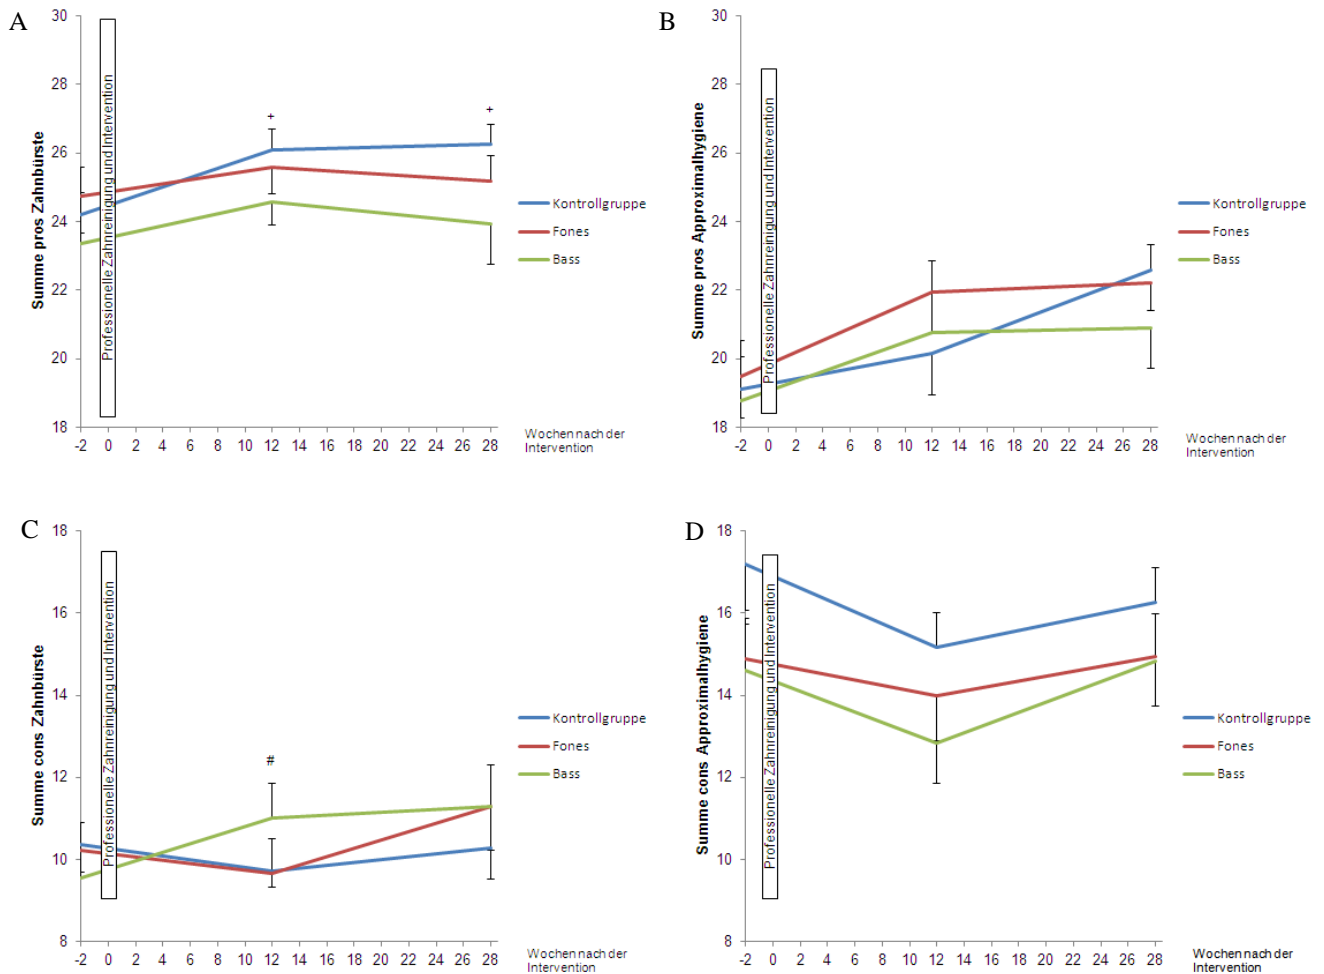 A
Summe pros Zahnbürste
30
28
26
24
22
20
18
Professionelle Zahnreinigung und Intervention
+
+
-2 0 2 4 6 8 10 12 14 16 18 20 22 24 26 28
Wochen nach der
Intervention
Kontrollgruppe
Fones
Bass
B
Summe pros Approximalhygiene
30
28
26
24
22
20
18
Professionelle Zahnreinigung und Intervention
-2 0 2 4 6 8 10 12 14 16 18 20 22 24 26 28
Wochen nach der
Intervention
Kontrollgruppe
Fones
Bass
C
Summe cons Zahnbürste
18
16
14
12
10
8
Professionelle Zahnreinigung und Intervention
#
-2 0 2 4 6 8 10 12 14 16 18 20 22 24 26 28
Wochen nach der
Intervention
Kontrollgruppe
Fones
Bass
D
Summe cons Approximalhygiene
18
16
14
12
10
8
Professionelle Zahnreinigung und Intervention
-2 0 2 4 6 8 10 12 14 16 18 20 22 24 26 28
Wochen nach der
Intervention
Kontrollgruppe
Fones
Bass